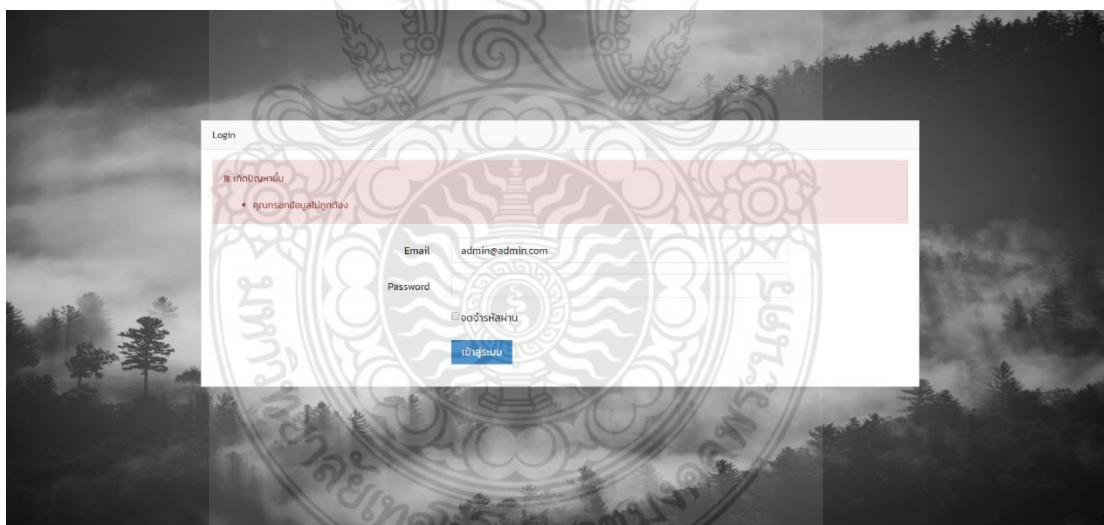 Login
เกิดปัญหาขึ้น
คุณกรอกข้อมูลไม่ถูกต้อง
Email admin@admin.com
Password
จดจำรหัสผ่าน
เข้าสู่ระบบ